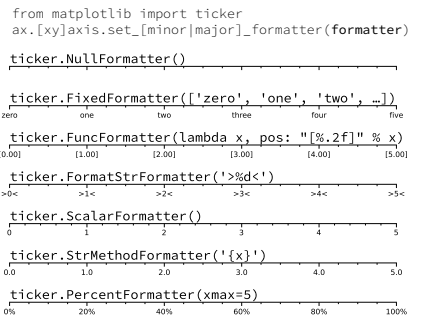 from matplotlib import ticker
ax.[xy]axis.set_[minor|major]_formatter(formatter)
ticker.NullFormatter()
ticker.FixedFormatter(['zero', 'one', 'two', …])
zero one two three four five
ticker.FuncFormatter(lambda x, pos: "[%.2f]" % x)
[0.00] [1.00] [2.00] [3.00] [4.00] [5.00]
ticker.FormatStrFormatter('>%d<')
>0< >1< >2< >3< >4< >5<
ticker.ScalarFormatter()
0 1 2 3 4 5
ticker.StrMethodFormatter('{x}')
0.0 1.0 2.0 3.0 4.0 5.0
ticker.PercentFormatter(xmax=5)
0% 20% 40% 60% 80% 100%